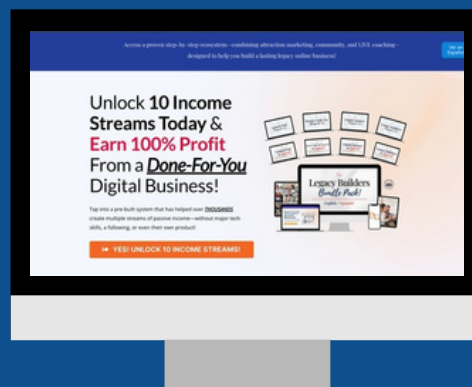 Access a proven step-by-step ecosystem—combining attraction marketing, community, and LIVE coaching—
designed to help you build a lasting legacy online business!
Unlock 10 Income
Streams Today &
Earn 100% Profit
From a Done-For-You
Digital Business!
Tap into a pre-built system that has helped over THOUSANDS
create multiple streams of passive income—without major tech
skills, a following, or even their own product!
YES! UNLOCK 10 INCOME STREAMS!
The
Legacy Builders
Bundle Pack!